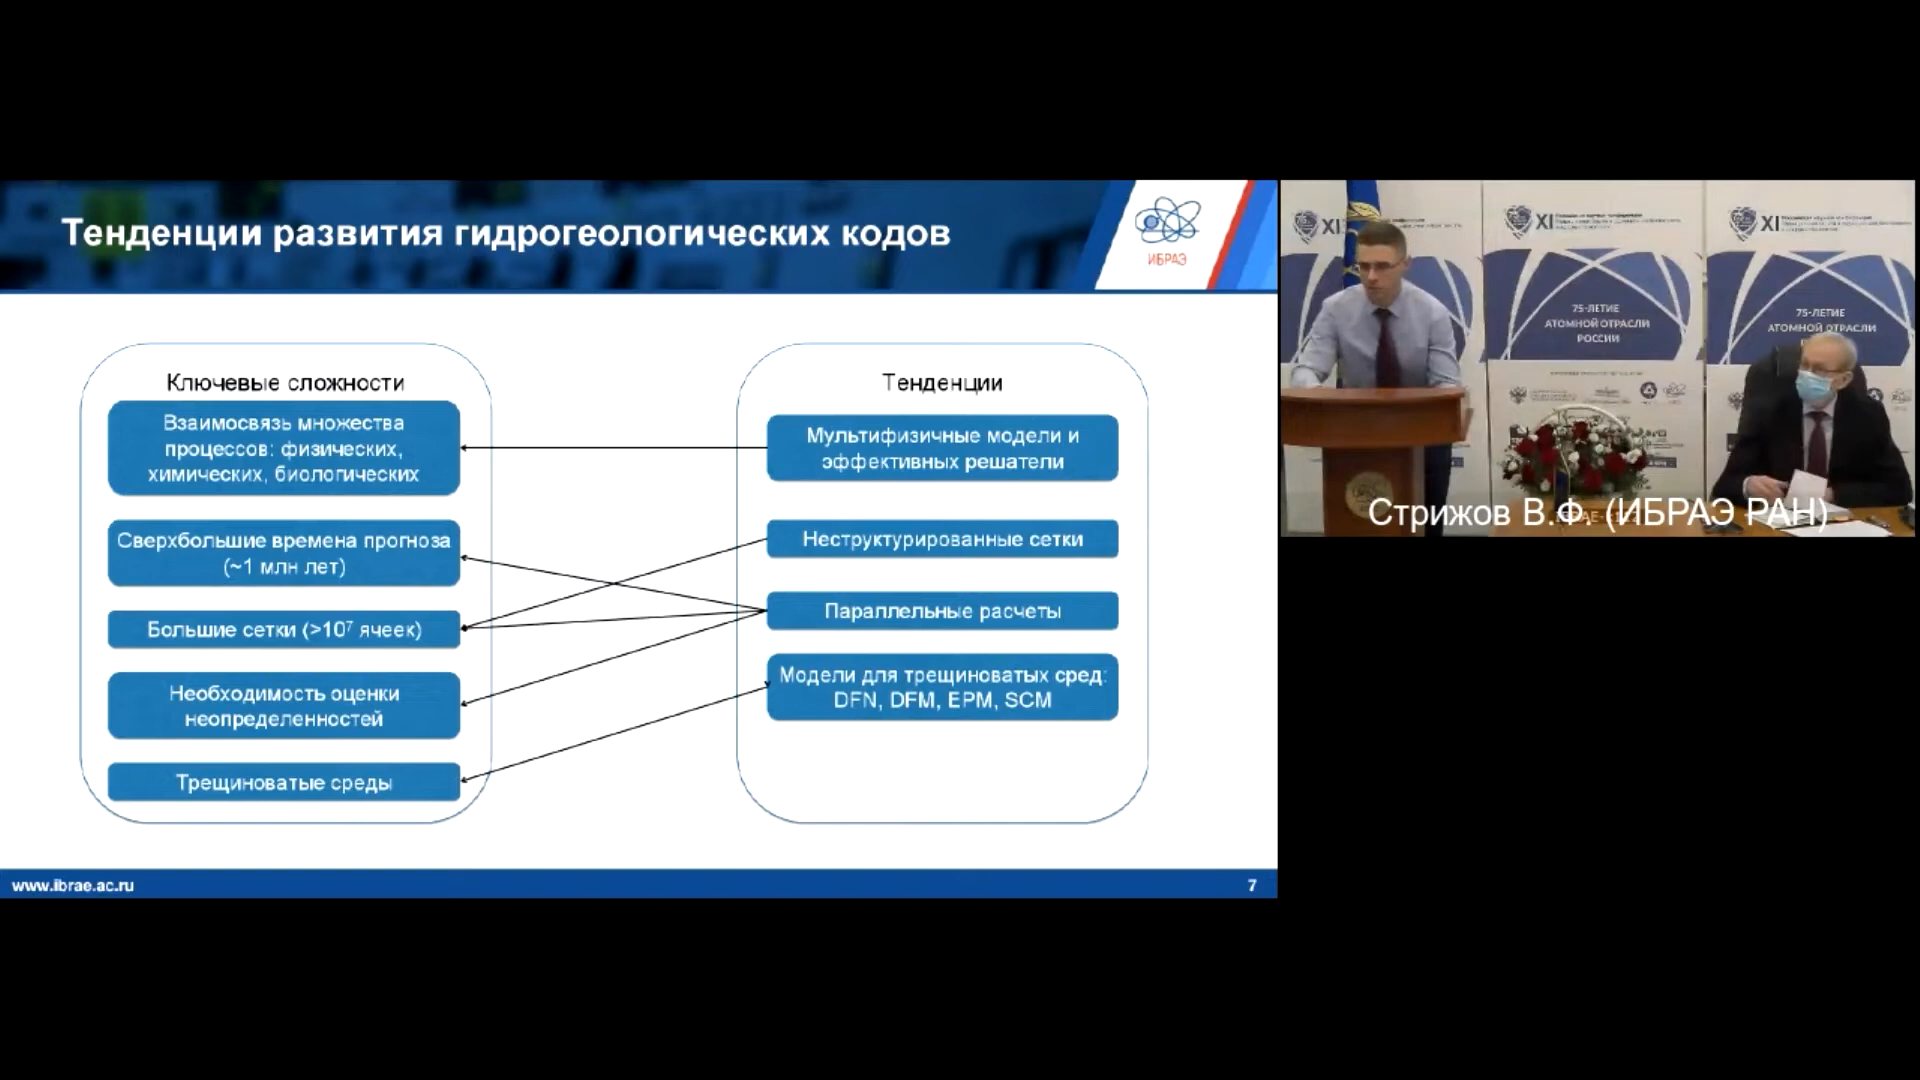 Тенденции развития гидрогеологических кодов
ИБРАЭ
Ключевые сложности
Взаимосвязь множества
процессов: физических,
химических, биологических
Сверхбольшие времена прогноза
(~1 млн лет)
Большие сетки (>10⁷ ячеек)
Необходимость оценки
неопределенностей
Трещиноватые среды
Тенденции
Мультифизичные модели и
эффективных решатели
Неструктурированные сетки
Параллельные расчеты
Модели для трещиноватых сред:
DFN, DFM, EPM, SCM
www.ibrae.ac.ru
7
XI
XI
XI
75-ЛЕТИЕ
АТОМНОЙ ОТРАСЛИ
РОССИИ
75-ЛЕТИЕ
АТОМНОЙ ОТРАСЛИ
Стрижов В.Ф. (ИБРАЭ РАН)